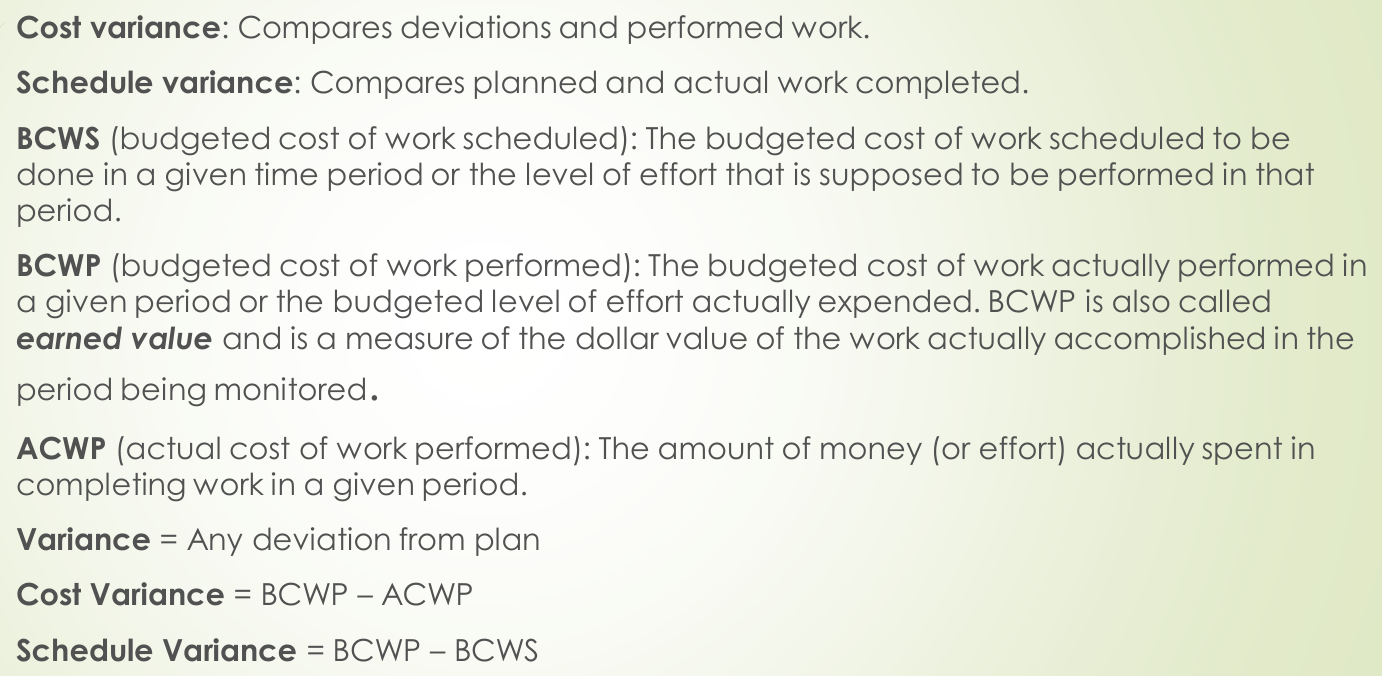 Cost variance: Compares deviations and performed work.
Schedule variance: Compares planned and actual work completed.
BCWS (budgeted cost of work scheduled): The budgeted cost of work scheduled to be
done in a given time period or the level of effort that is supposed to be performed in that
period.
BCWP (budgeted cost of work performed): The budgeted cost of work actually performed in
a given period or the budgeted level of effort actually expended. BCWP is also called
earned value and is a measure of the dollar value of the work actually accomplished in the
period being monitored.
ACWP (actual cost of work performed): The amount of money (or effort) actually spent in
completing work in a given period.
Variance = Any deviation from plan
Cost Variance = BCWP – ACWP
Schedule Variance = BCWP – BCWS